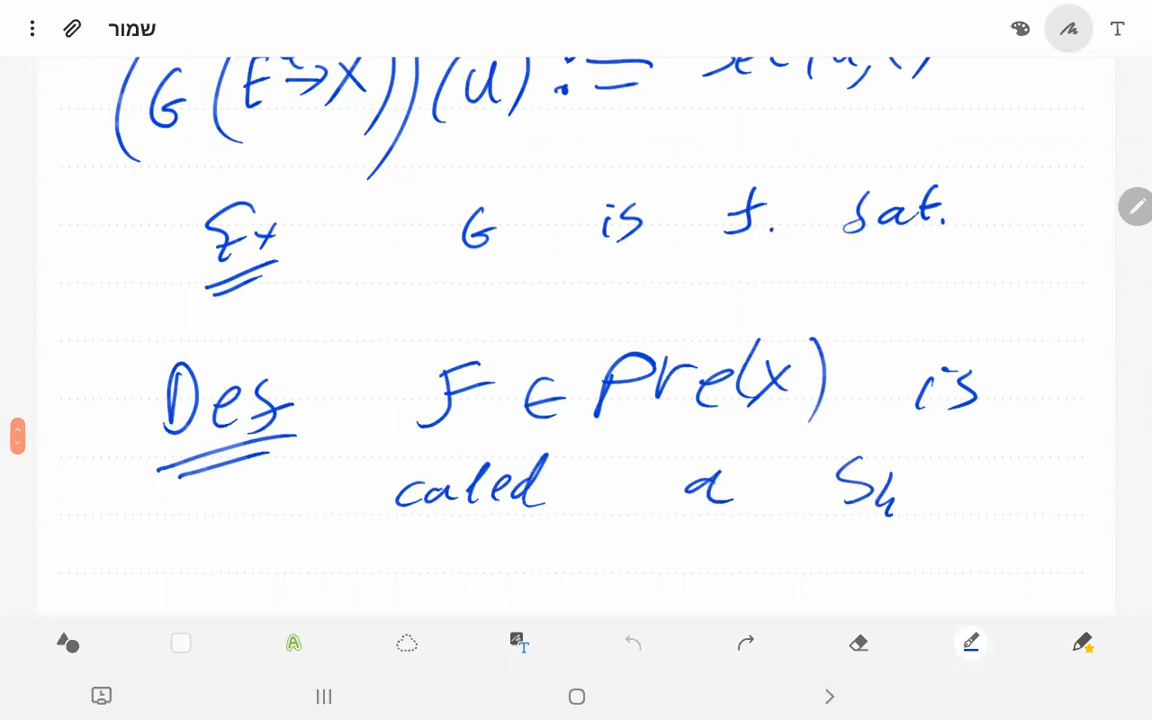 שמור
T
(G(E→X))(U) :=
Ex G is f. sat.
Def F ∈ Pre(X) is
caled a Sh
A
T